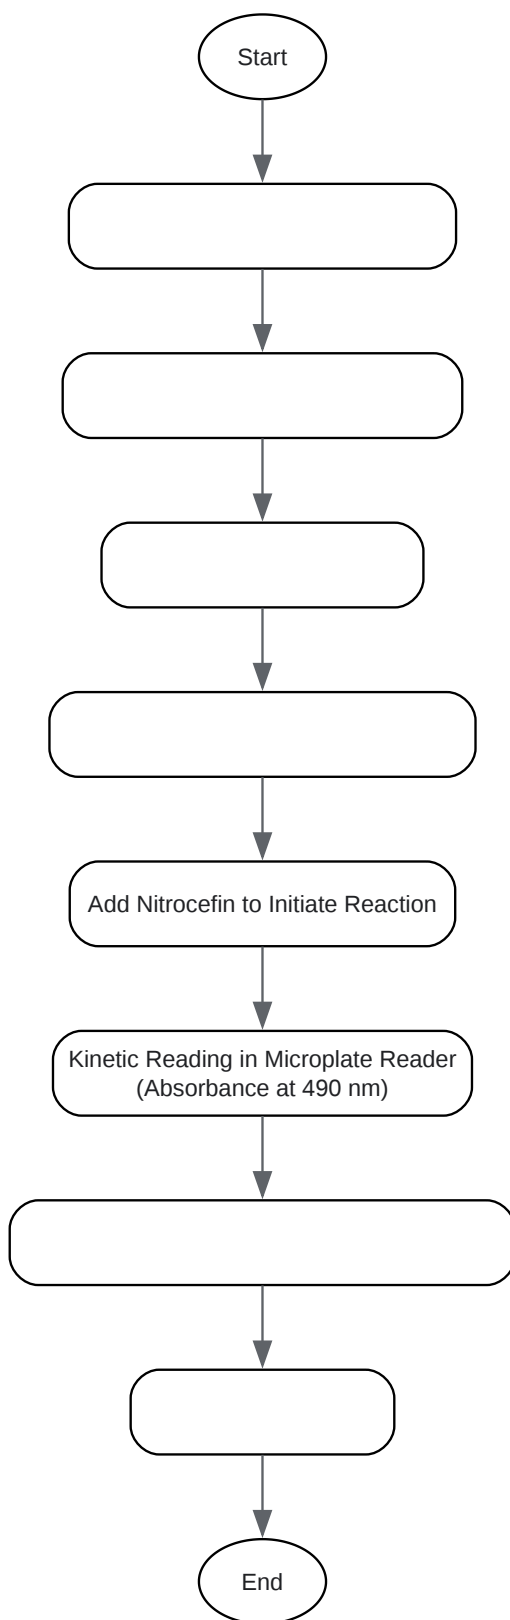 Start
Add Nitrocefin to Initiate Reaction
Kinetic Reading in Microplate Reader
(Absorbance at 490 nm)
End